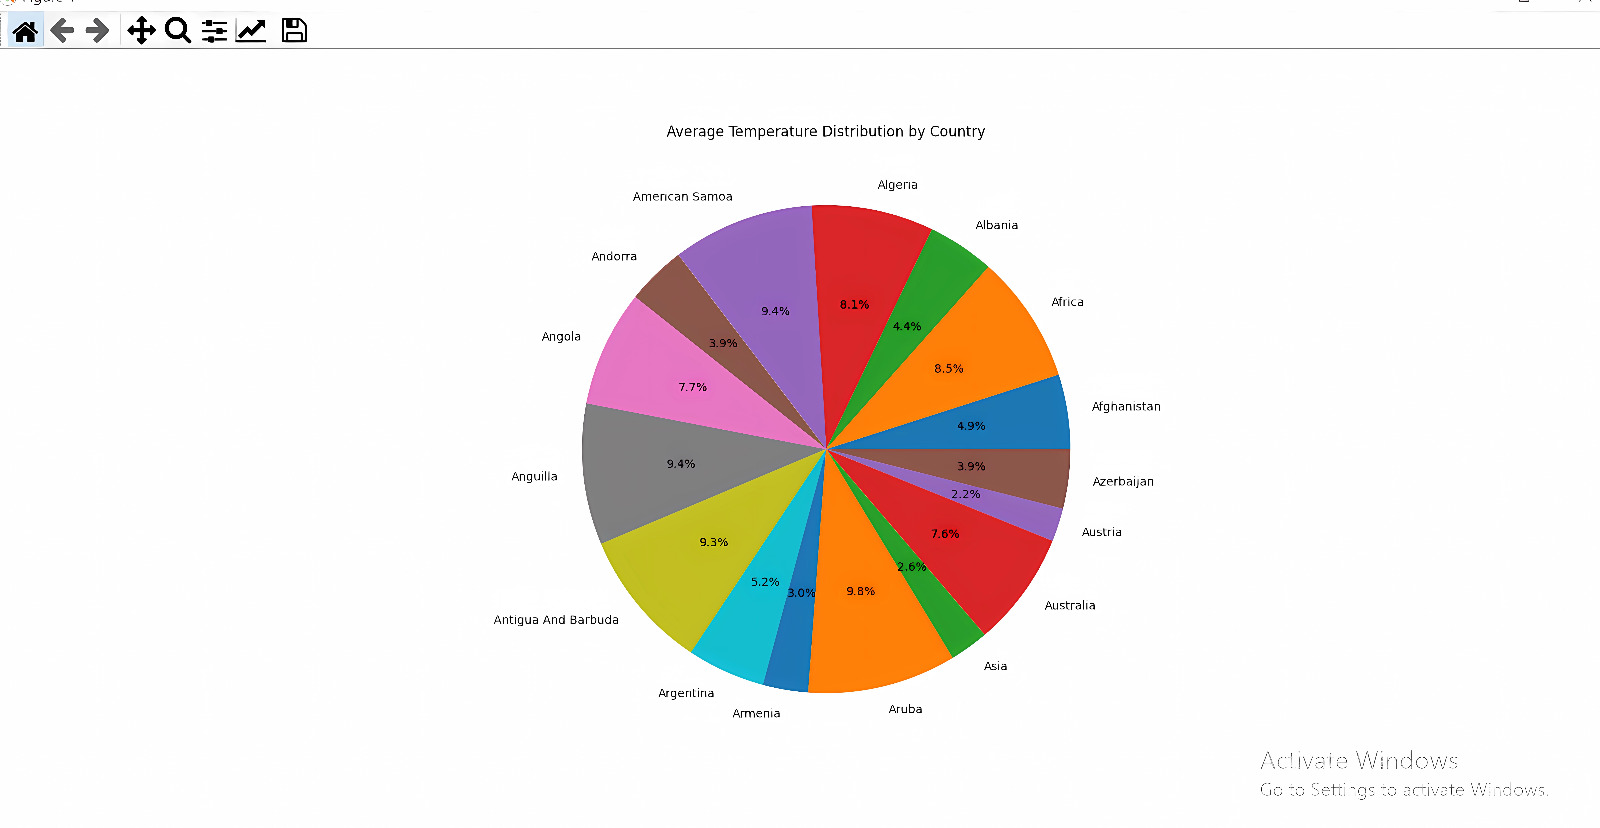 Average Temperature Distribution by Country
Algeria
American Samoa
Albania
Andorra
Africa
8.1%
9.4%
4.4%
Angola
3.9%
8.5%
7.7%
Afghanistan
4.9%
9.4%
3.9%
Anguilla
Azerbaijan
2.2%
7.6%
Austria
9.3%
2.6%
5.2%
3.0%
9.8%
Australia
Antigua And Barbuda
Asia
Argentina
Aruba
Armenia
Activate Windows
Go to Settings to activate Windows.